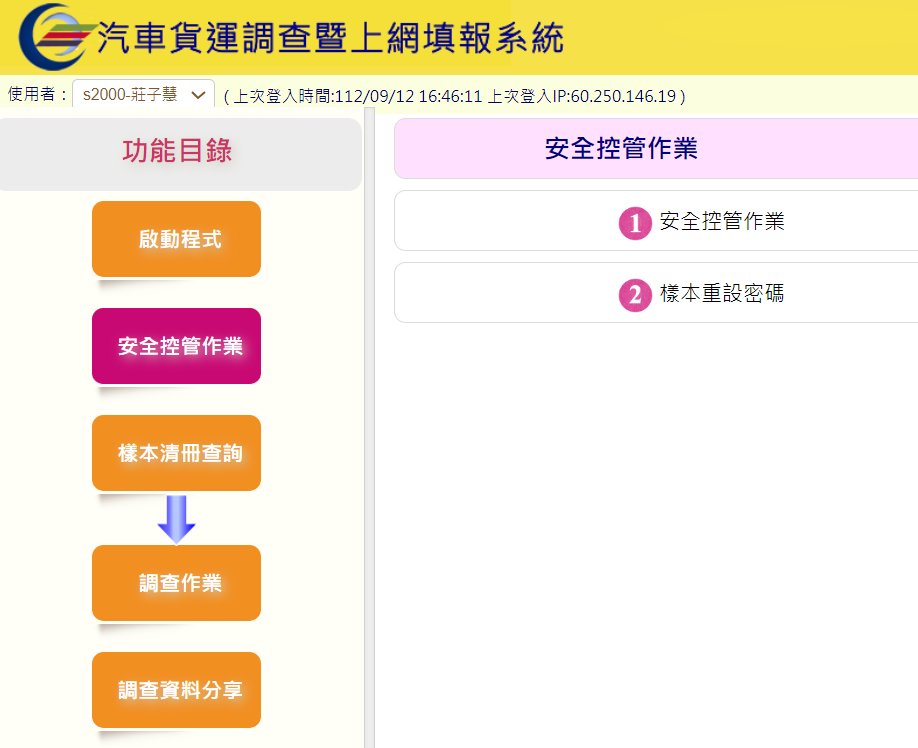 汽車貨運調查暨上網填報系統
使用者： s2000-莊子慧 ( 上次登入時間:112/09/12 16:46:11 上次登入IP:60.250.146.19 )
功能目錄
啟動程式
安全控管作業
樣本清冊查詢
調查作業
調查資料分享
安全控管作業
1 安全控管作業
2 樣本重設密碼